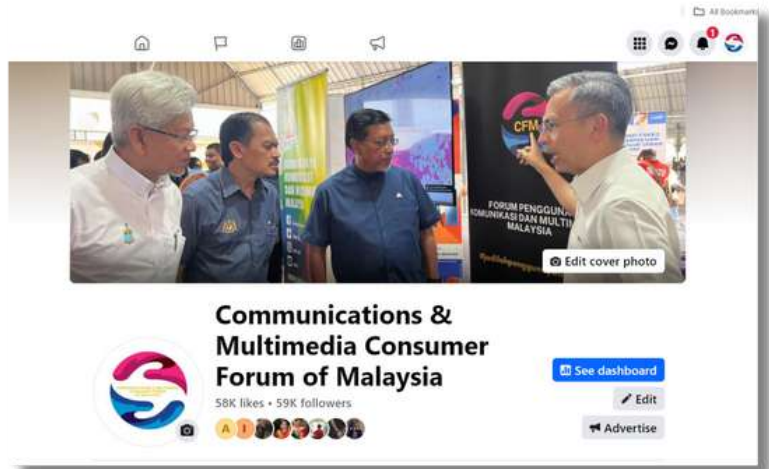 All Bookmarks
1
CFM
FORUM PENGGUNA
KOMUNIKASI DAN MULTIMEDIA
MALAYSIA
Edit cover photo
Communications &
Multimedia Consumer
Forum of Malaysia
58K likes • 59K followers
A I
See dashboard
Edit
Advertise